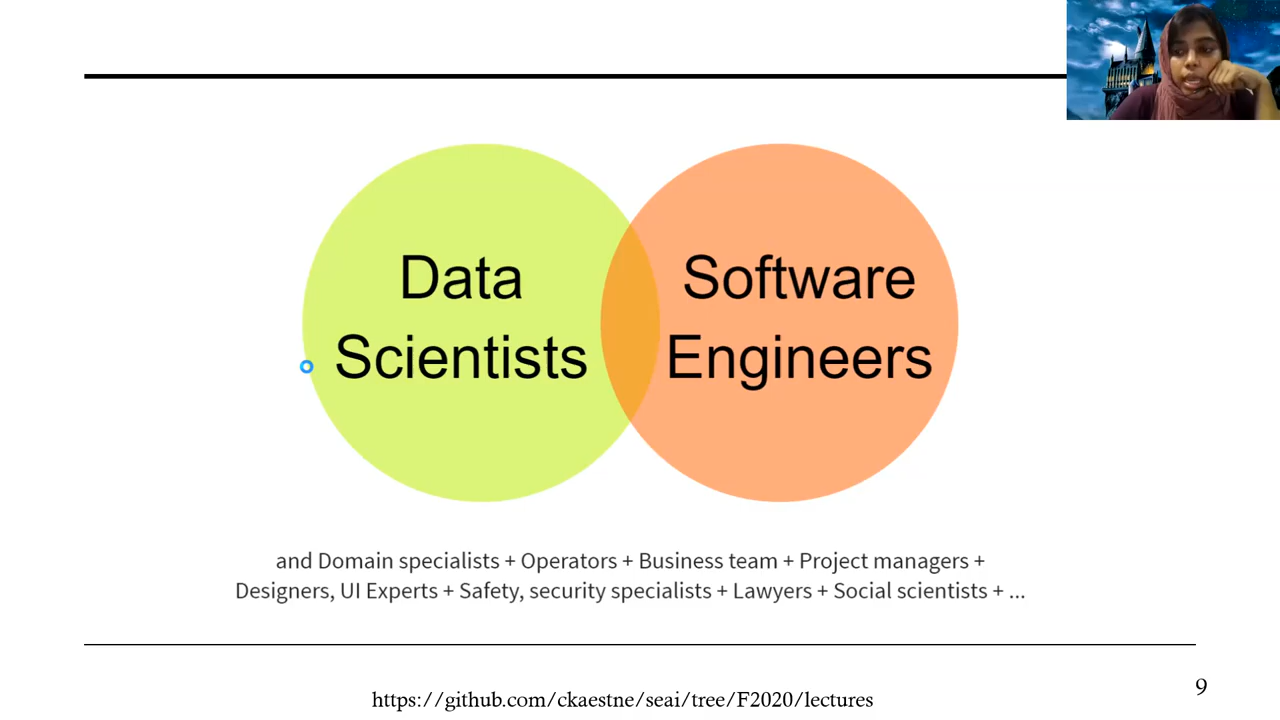 Data
Scientists
Software
Engineers
and Domain specialists + Operators + Business team + Project managers +
Designers, UI Experts + Safety, security specialists + Lawyers + Social scientists + ...
https://github.com/ckaestne/seai/tree/F2020/lectures
9